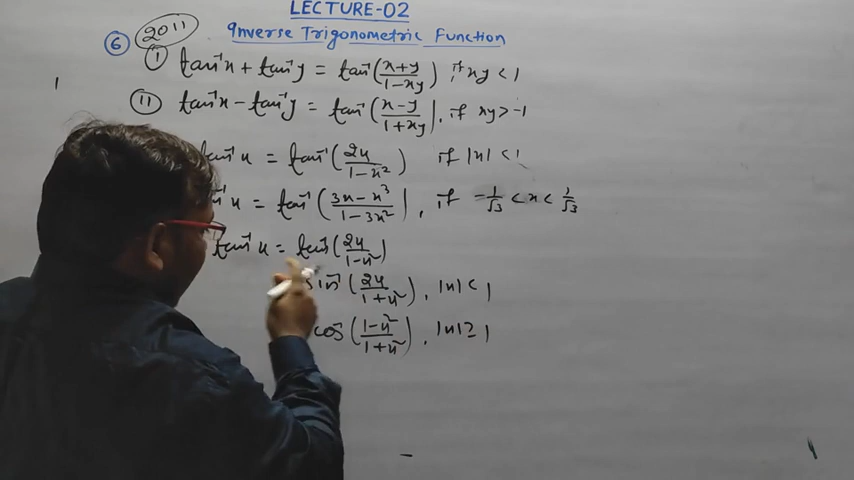 LECTURE-02
2011 Inverse Trigonometric Function
⑥ (I) tan⁻¹x + tan⁻¹y = tan⁻¹(x+y/1-xy) if xy < 1
(II) tan⁻¹x - tan⁻¹y = tan⁻¹(x-y/1+xy), if xy > -1
tan⁻¹x = tan⁻¹(2x/1-x²) if |x| < 1
x = tan⁻¹(3x-x³/1-3x²), if -1/√3 < x < 1/√3
tan⁻¹x = tan⁻¹(2x/1-x²)
sin⁻¹(2x/1+x²), |x| < 1
cos⁻¹(1-x²/1+x²), |x| ≥ 1